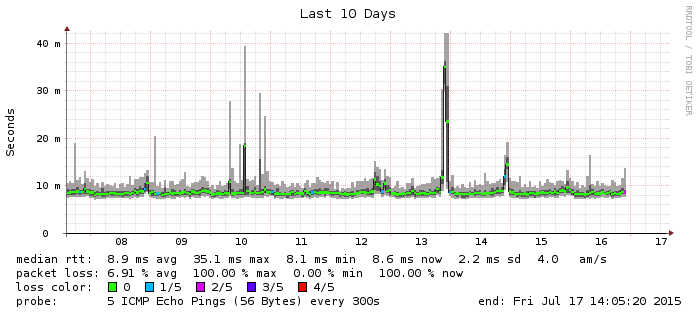 Last 10 Days
RRDTOOL / TOBI OETIKER
Seconds
40 m
30 m
20 m
10 m
0
08 09 10 11 12 13 14 15 16 17
median rtt: 8.9 ms avg 35.1 ms max 8.1 ms min 8.6 ms now 2.2 ms sd 4.0 am/s
packet loss: 6.91 % avg 100.00 % max 0.00 % min 100.00 % now
loss color: 0 1/5 2/5 3/5 4/5
probe: 5 ICMP Echo Pings (56 Bytes) every 300s end: Fri Jul 17 14:05:20 2015